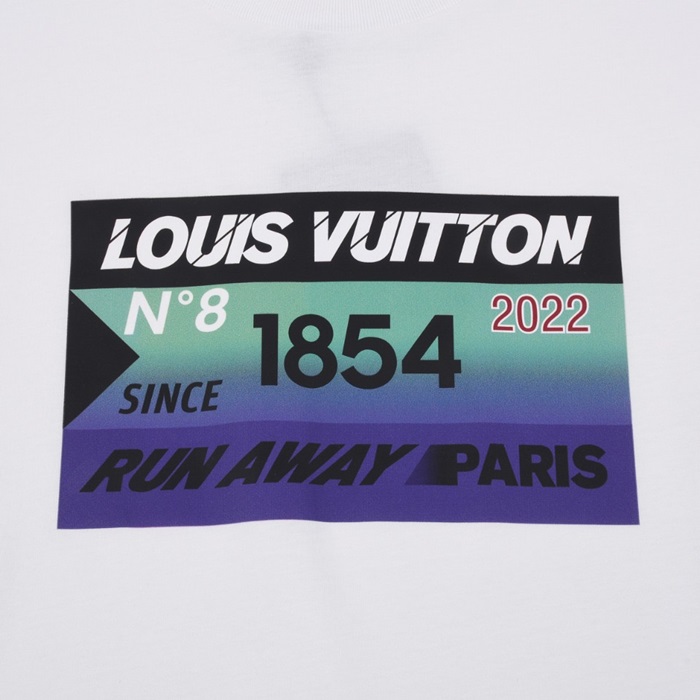 LOUIS VUITTON
N°8
1854
2022
SINCE
RUN AWAY PARIS